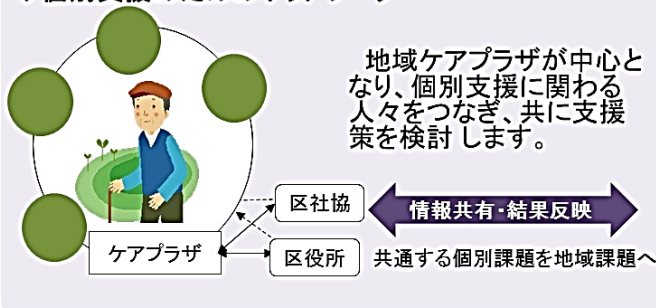 地域ケアプラザが中心と
なり、個別支援に関わる
人々をつなぎ、共に支援
策を検討します。
区社協
情報共有・結果反映
ケアプラザ
区役所
共通する個別課題を地域課題へ